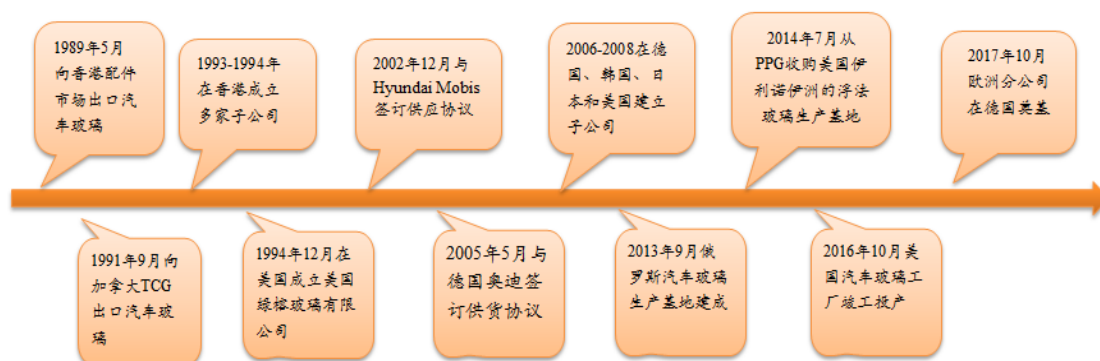 1989年5月
向香港配件
市场出口汽
车玻璃
1993-1994年
在香港成立
多家子公司
2002年12月与
Hyundai Mobis
签订供应协议
2006-2008在德
国、韩国、日
本和美国建立
子公司
2014年7月从
PPG收购美国伊
利诺伊洲的浮法
玻璃生产基地
2017年10月
欧洲分公司
在德国奠基
1991年9月向
加拿大TCG
出口汽车玻
璃
1994年12月在
美国成立美国
绿榕玻璃有限
公司
2005年5月与
德国奥迪签
订供货协议
2013年9月俄
罗斯汽车玻璃
生产基地建成
2016年10月美
国汽车玻璃工
厂竣工投产